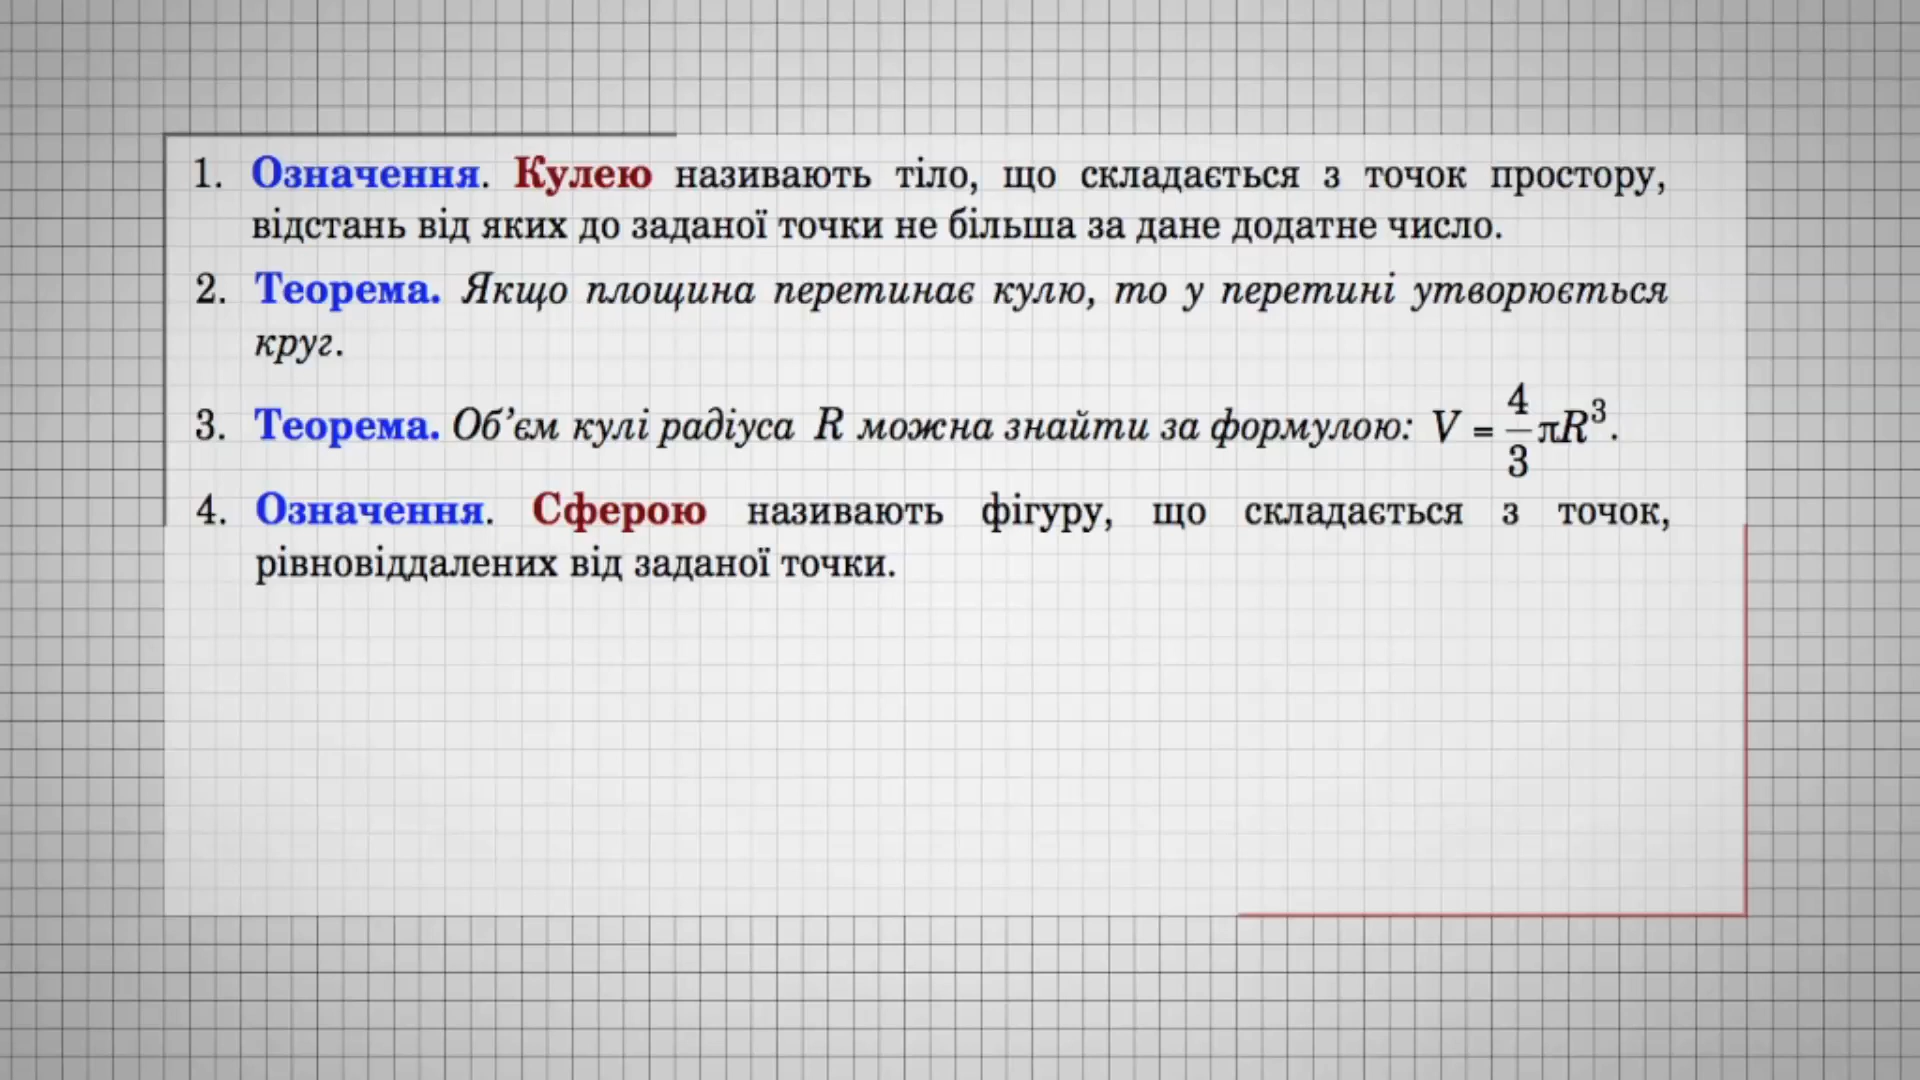 1. Означення. Кулею називають тіло, що складається з точок простору,
відстань від яких до заданої точки не більша за дане додатне число.
2. Теорема. Якщо площина перетинає кулю, то у перетині утворюється
круг.
3. Теорема. Об’єм кулі радіуса R можна знайти за формулою: V = 4/3 πR³.
4. Означення. Сферою називають фігуру, що складається з точок,
рівновіддалених від заданої точки.